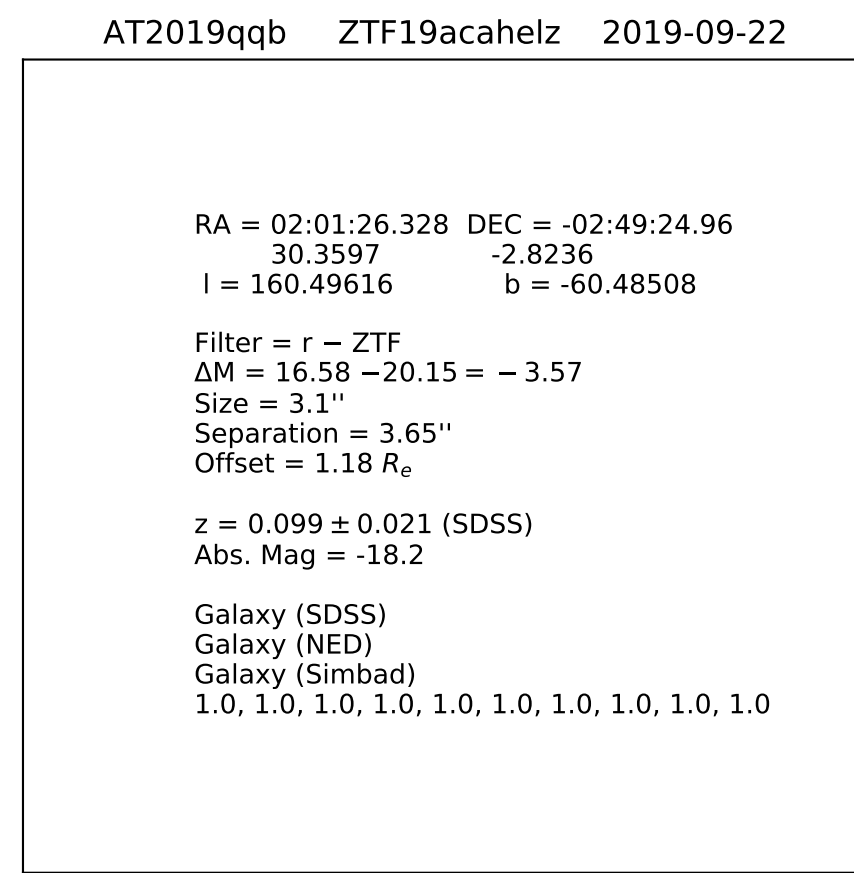 AT2019qqb ZTF19acahelz 2019-09-22
RA = 02:01:26.328 DEC = -02:49:24.96
30.3597 -2.8236
l = 160.49616 b = -60.48508
Filter = r − ZTF
ΔM = 16.58 −20.15 = − 3.57
Size = 3.1''
Separation = 3.65''
Offset = 1.18 Rₑ
z = 0.099 ± 0.021 (SDSS)
Abs. Mag = -18.2
Galaxy (SDSS)
Galaxy (NED)
Galaxy (Simbad)
1.0, 1.0, 1.0, 1.0, 1.0, 1.0, 1.0, 1.0, 1.0, 1.0